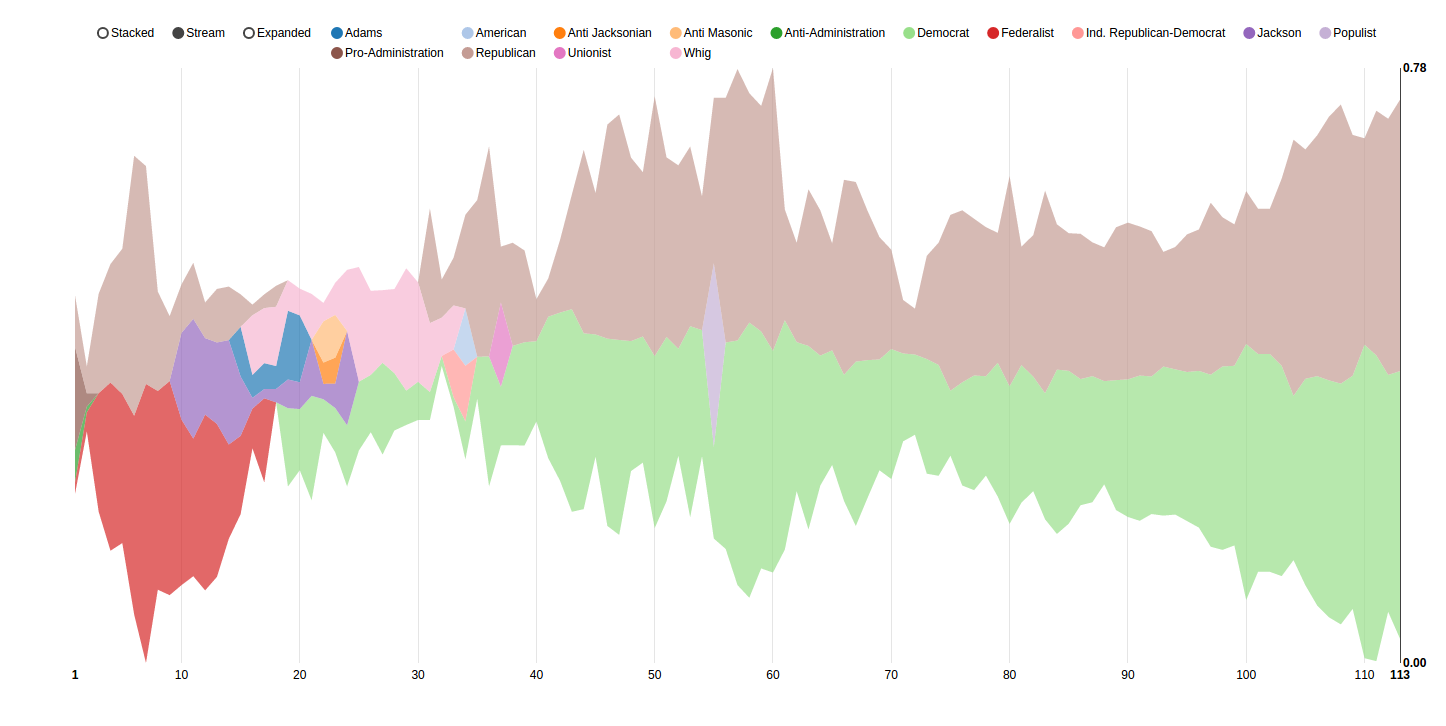 Stacked Stream Expanded Adams American Anti Jacksonian Anti Masonic Anti-Administration Democrat Federalist Ind. Republican-Democrat Jackson Populist
Pro-Administration Republican Unionist Whig
0.78
0.00
1 10 20 30 40 50 60 70 80 90 100 110 113